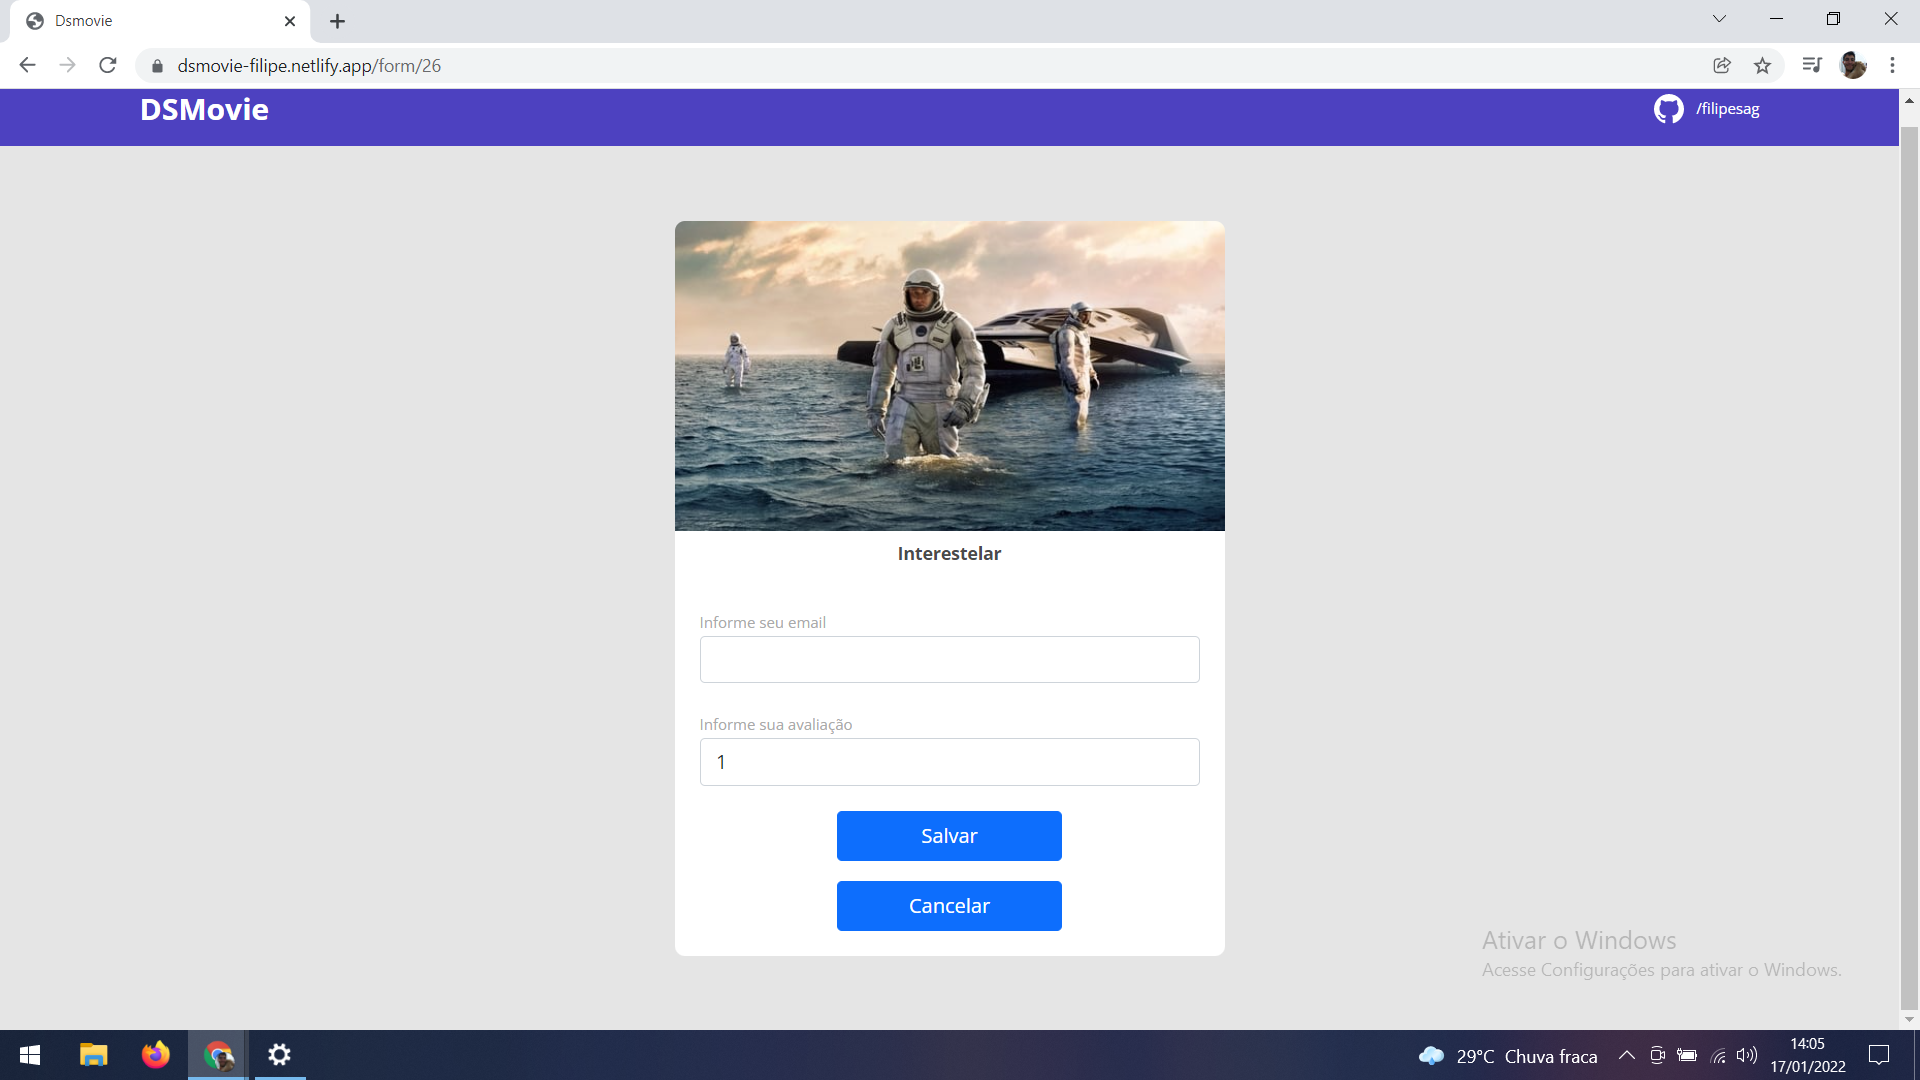 Dsmovie
dsmovie-filipe.netlify.app/form/26
DSMovie
/filipesag
Interestelar
Informe seu email
Informe sua avaliação
1
Salvar
Cancelar
Ativar o Windows
Acesse Configurações para ativar o Windows.
29°C Chuva fraca
14:05
17/01/2022